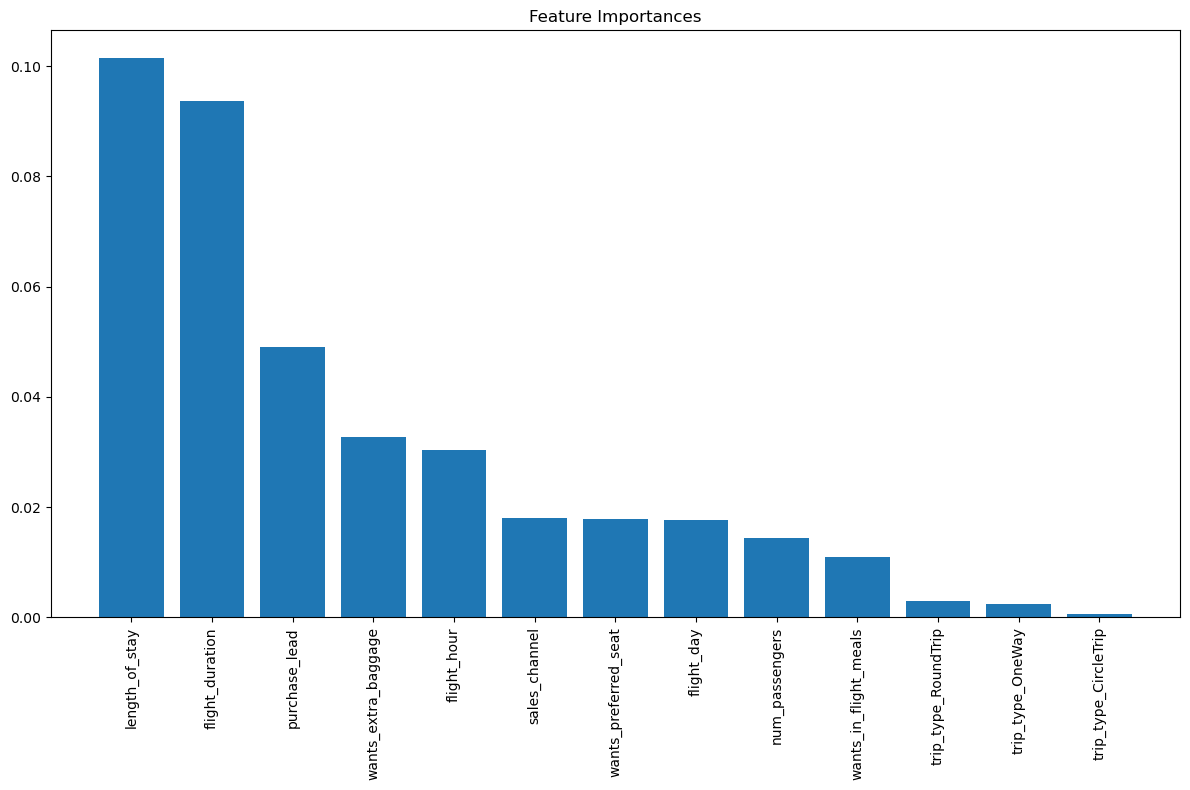 Feature Importances
0.10
0.08
0.06
0.04
0.02
0.00
length_of_stay
flight_duration
purchase_lead
wants_extra_baggage
flight_hour
sales_channel
wants_preferred_seat
flight_day
num_passengers
wants_in_flight_meals
trip_type_RoundTrip
trip_type_OneWay
trip_type_CircleTrip